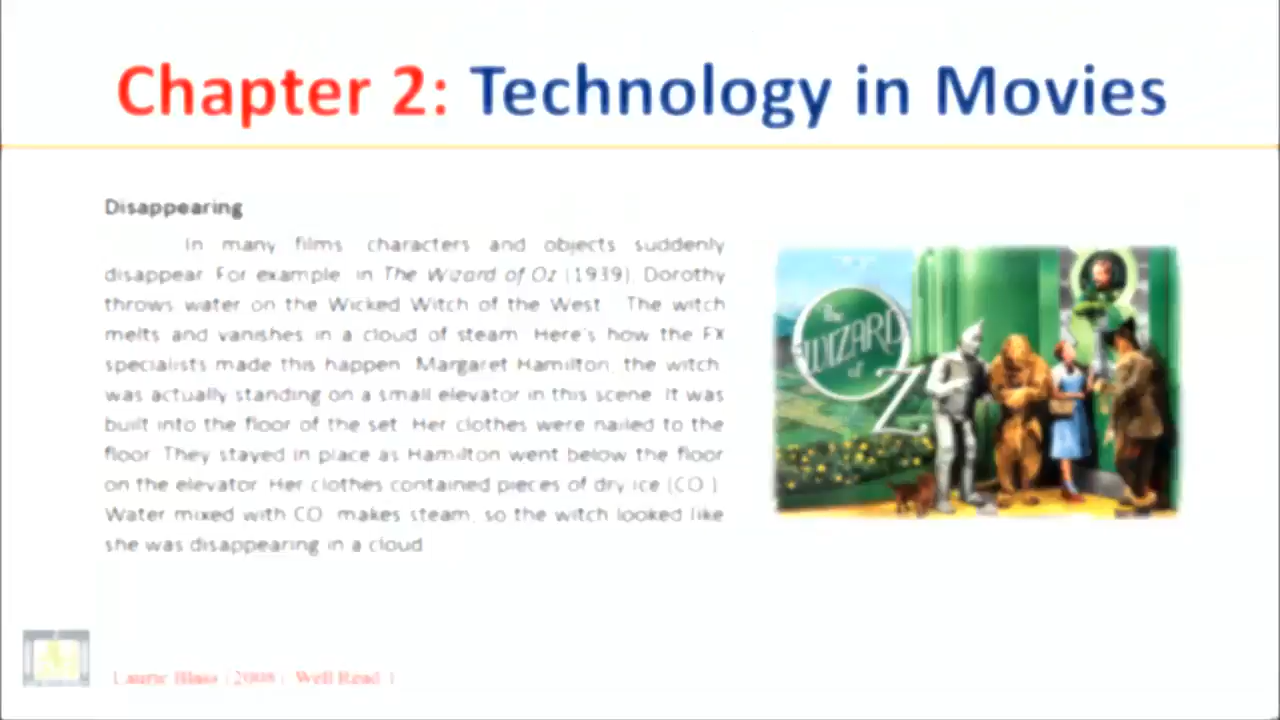 Chapter 2: Technology in Movies
Disappearing
In many films, characters and objects suddenly
disappear. For example, in The Wizard of Oz (1939), Dorothy
throws water on the Wicked Witch of the West. The witch
melts and vanishes in a cloud of steam. Here's how the FX
specialists made this happen. Margaret Hamilton, the witch,
was actually standing on a small elevator in this scene. It was
built into the floor of the set. Her clothes were nailed to the
floor. They stayed in place as Hamilton went below the floor
on the elevator. Her clothes contained pieces of dry ice (CO ).
Water mixed with CO makes steam, so the witch looked like
she was disappearing in a cloud.
The
WIZARD
of
Z
Laurie Blass (2008). Well Read 1